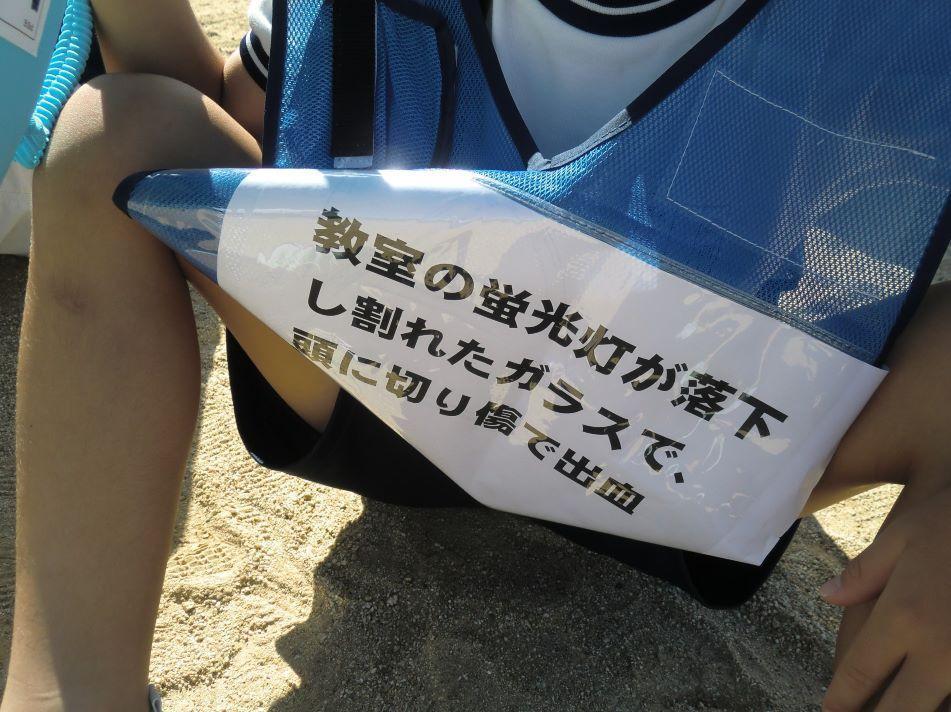 教室の蛍光灯が落下
し割れたガラスで、
頭に切り傷で出血